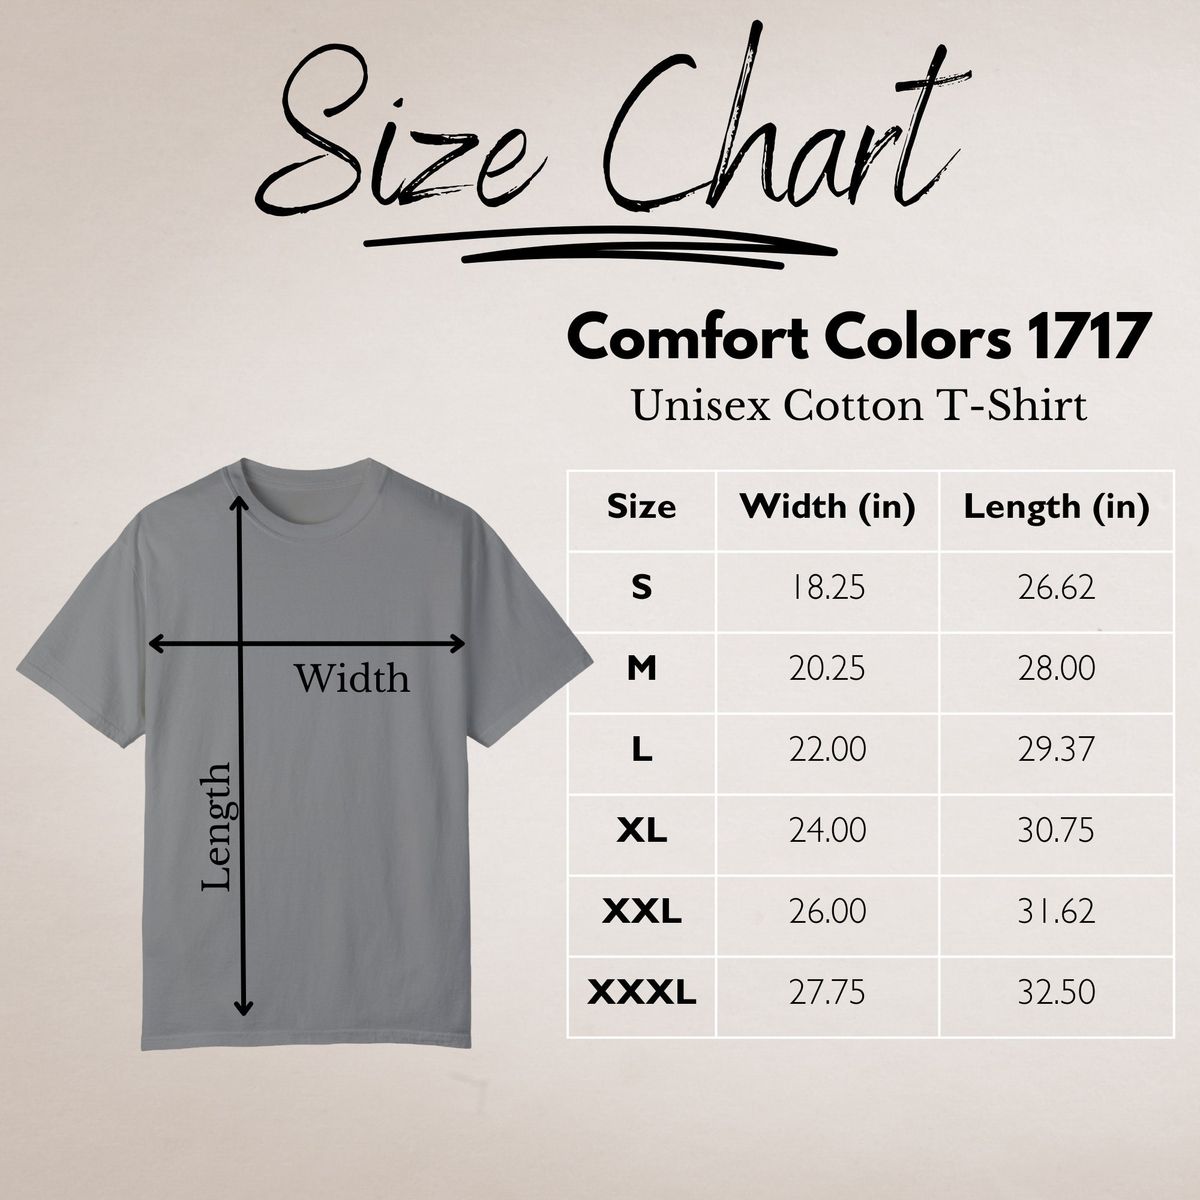 Size Chart
Comfort Colors 1717
Unisex Cotton T-Shirt
Size Width (in) Length (in)
S 18.25 26.62
M 20.25 28.00
L 22.00 29.37
XL 24.00 30.75
XXL 26.00 31.62
XXXL 27.75 32.50
Width
Length